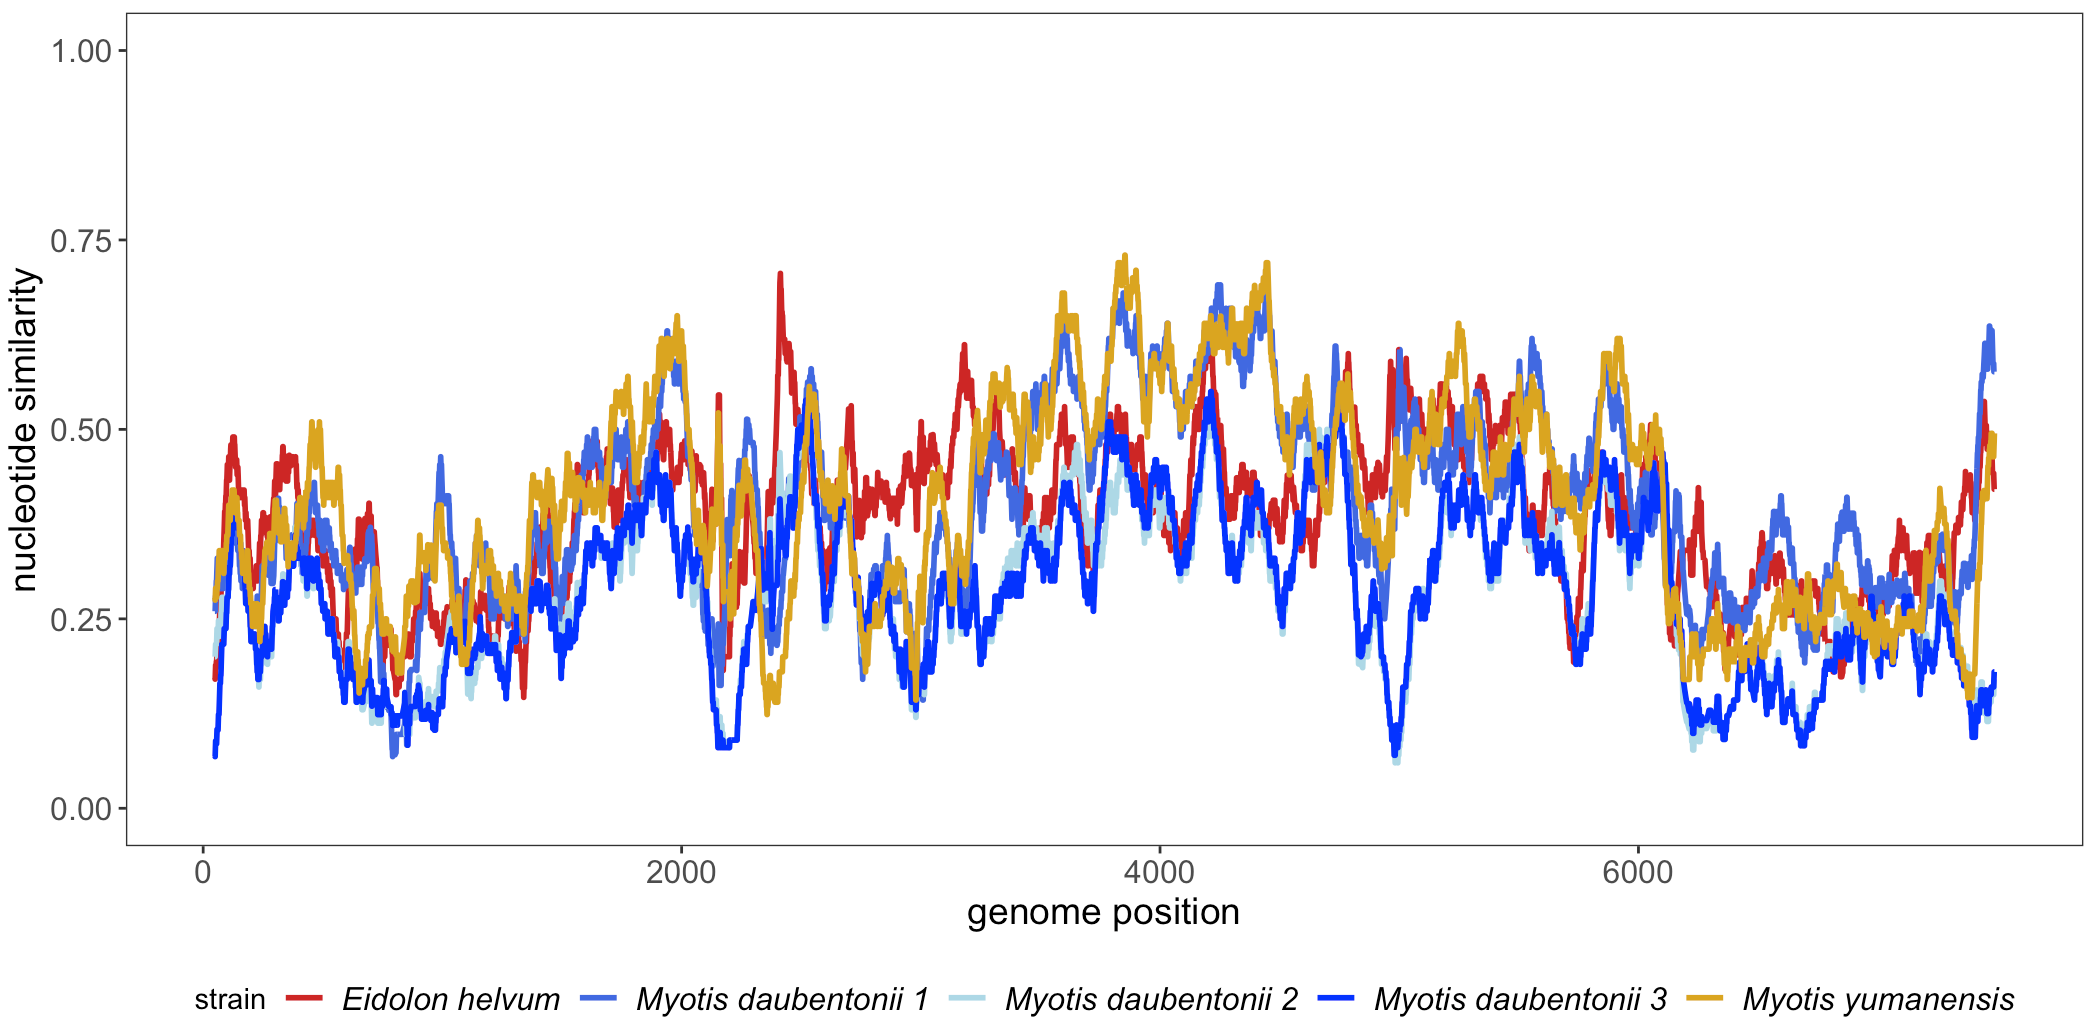 nucleotide similarity
1.00
0.75
0.50
0.25
0.00
0 2000 4000 6000
genome position
strain Eidolon helvum Myotis daubentonii 1 Myotis daubentonii 2 Myotis daubentonii 3 Myotis yumanensis